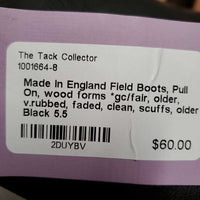 The Tack Collector
1001664-8
Made In England Field Boots, Pull
On, wood forms *gc/fair, older,
v.rubbed, faded, clean, scuffs, older
Black 5.5
2DUYBV
$60.00